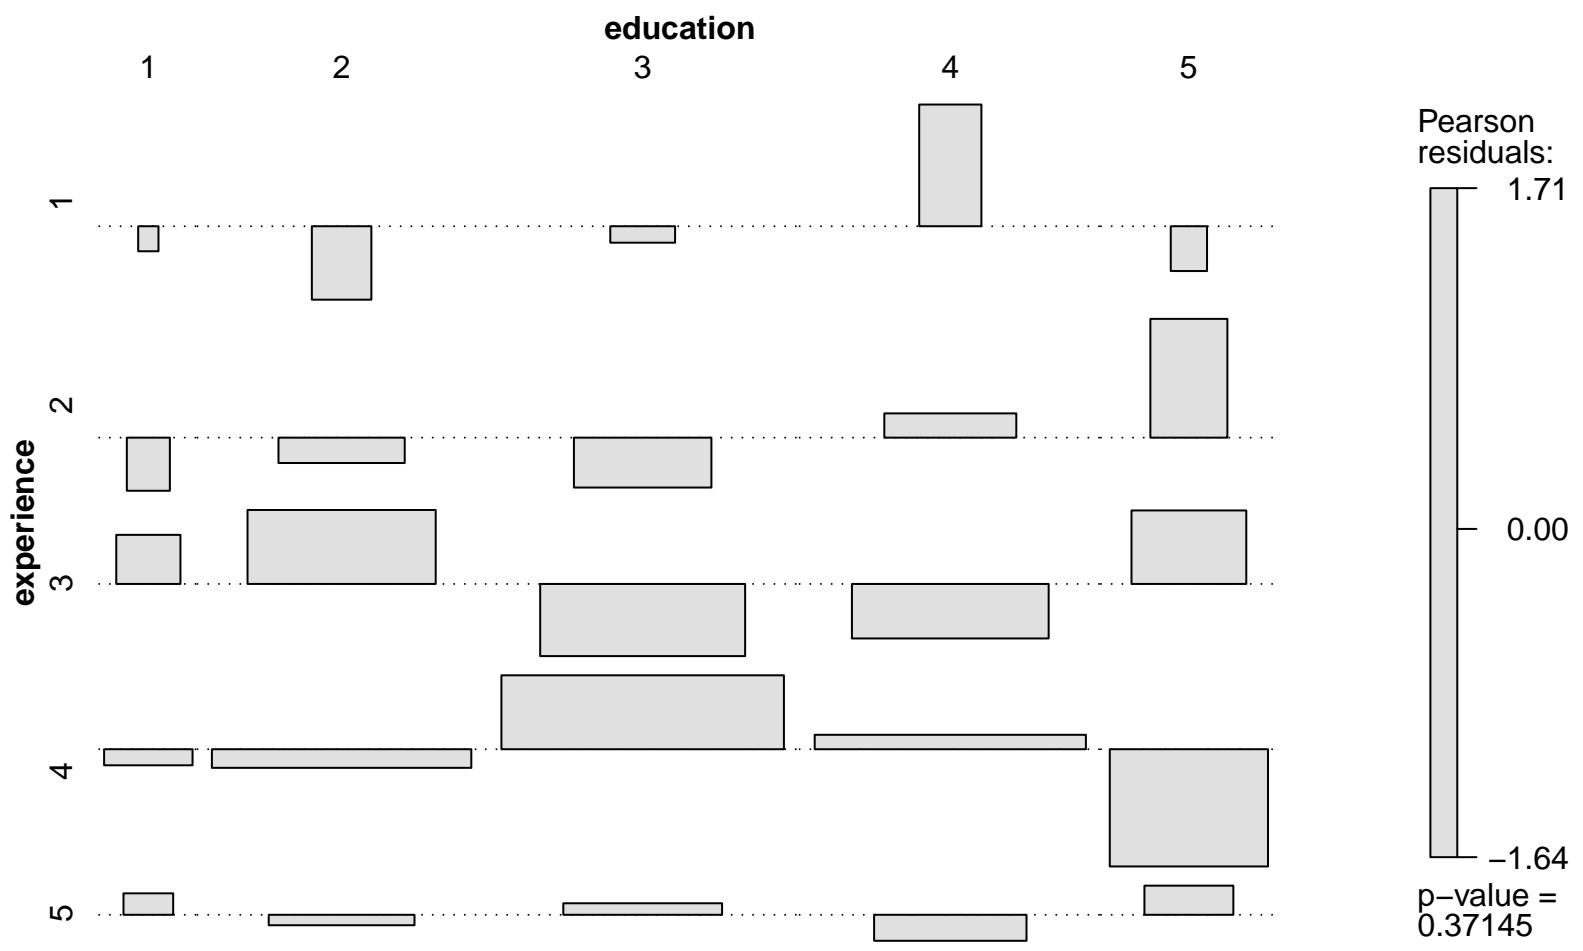 education
1 2 3 4 5
experience
1
2
3
4
5
Pearson
residuals:
1.71
0.00
−1.64
p−value =
0.37145